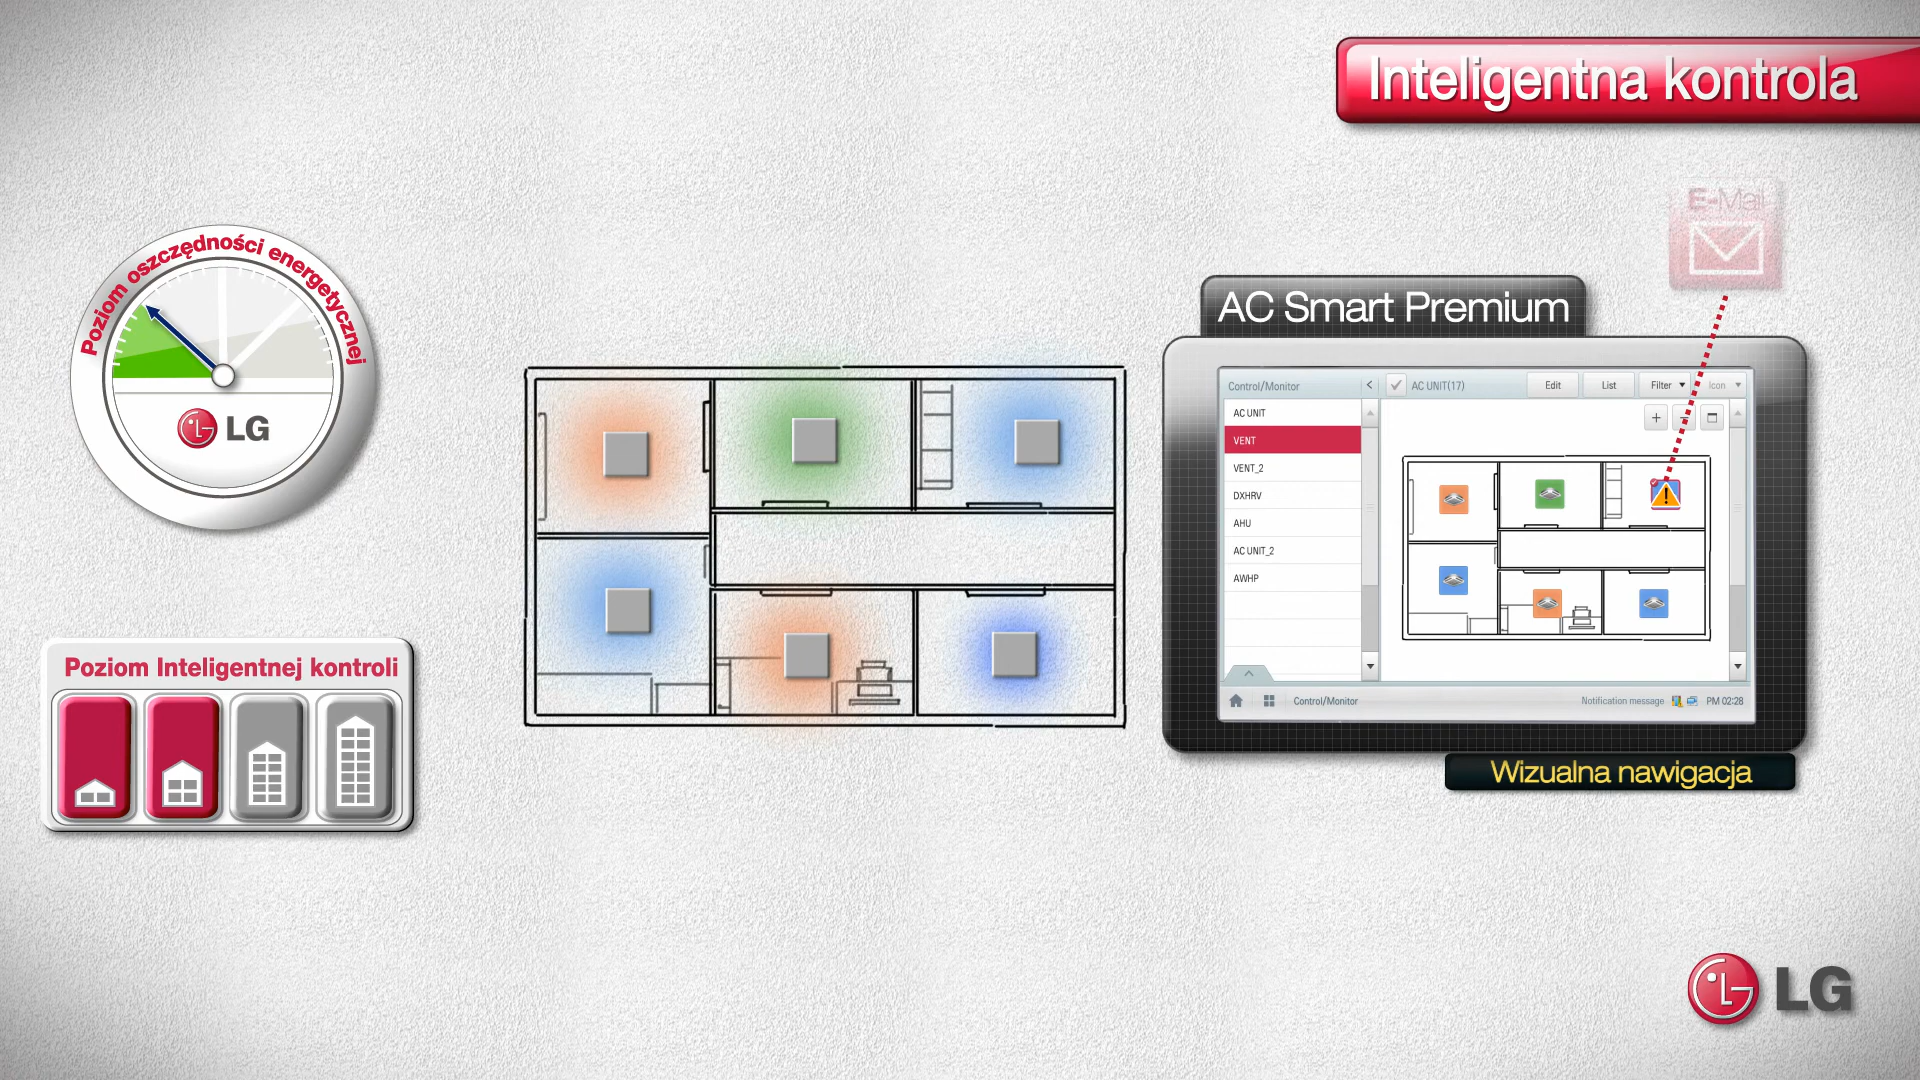 Inteligentna kontrola
E-Mail
Poziom oszczędności energetycznej
LG
AC Smart Premium
Control/Monitor
<
AC UNIT(17)
Edit
List
Filter
Icon
AC UNIT
VENT
VENT_2
DXHRV
AHU
AC UNIT_2
AWHP
Control/Monitor
Notification message
PM 02:28
Wizualna nawigacja
Poziom Inteligentnej kontroli
LG